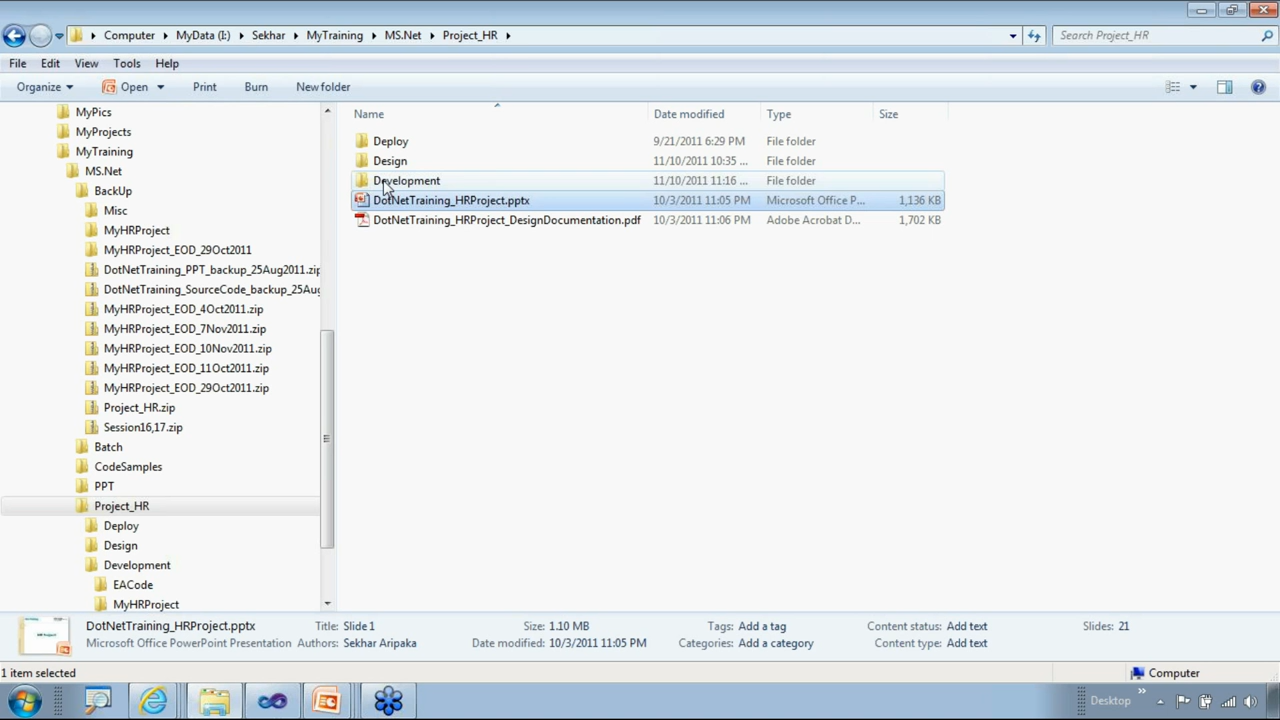 Computer MyData (I:) Sekhar MyTraining MS.Net Project_HR
Search Project_HR
File Edit View Tools Help
Organize Open Print Burn New folder
MyPics
MyProjects
MyTraining
MS.Net
BackUp
Misc
MyHRProject
MyHRProject_EOD_29Oct2011
DotNetTraining_PPT_backup_25Aug2011.zip
DotNetTraining_SourceCode_backup_25Aug
MyHRProject_EOD_4Oct2011.zip
MyHRProject_EOD_7Nov2011.zip
MyHRProject_EOD_10Nov2011.zip
MyHRProject_EOD_11Oct2011.zip
MyHRProject_EOD_29Oct2011.zip
Project_HR.zip
Session16,17.zip
Batch
CodeSamples
PPT
Project_HR
Deploy
Design
Development
EACode
MyHRProject
Name Date modified Type Size
Deploy 9/21/2011 6:29 PM File folder
Design 11/10/2011 10:35 ... File folder
Development 11/10/2011 11:16 ... File folder
DotNetTraining_HRProject.pptx 10/3/2011 11:05 PM Microsoft Office P... 1,136 KB
DotNetTraining_HRProject_DesignDocumentation.pdf 10/3/2011 11:06 PM Adobe Acrobat D... 1,702 KB
DotNetTraining_HRProject.pptx Title: Slide 1 Size: 1.10 MB Tags: Add a tag Content status: Add text Slides: 21
Microsoft Office PowerPoint Presentation Authors: Sekhar Aripaka Date modified: 10/3/2011 11:05 PM Categories: Add a category Content type: Add text
1 item selected Computer
Desktop